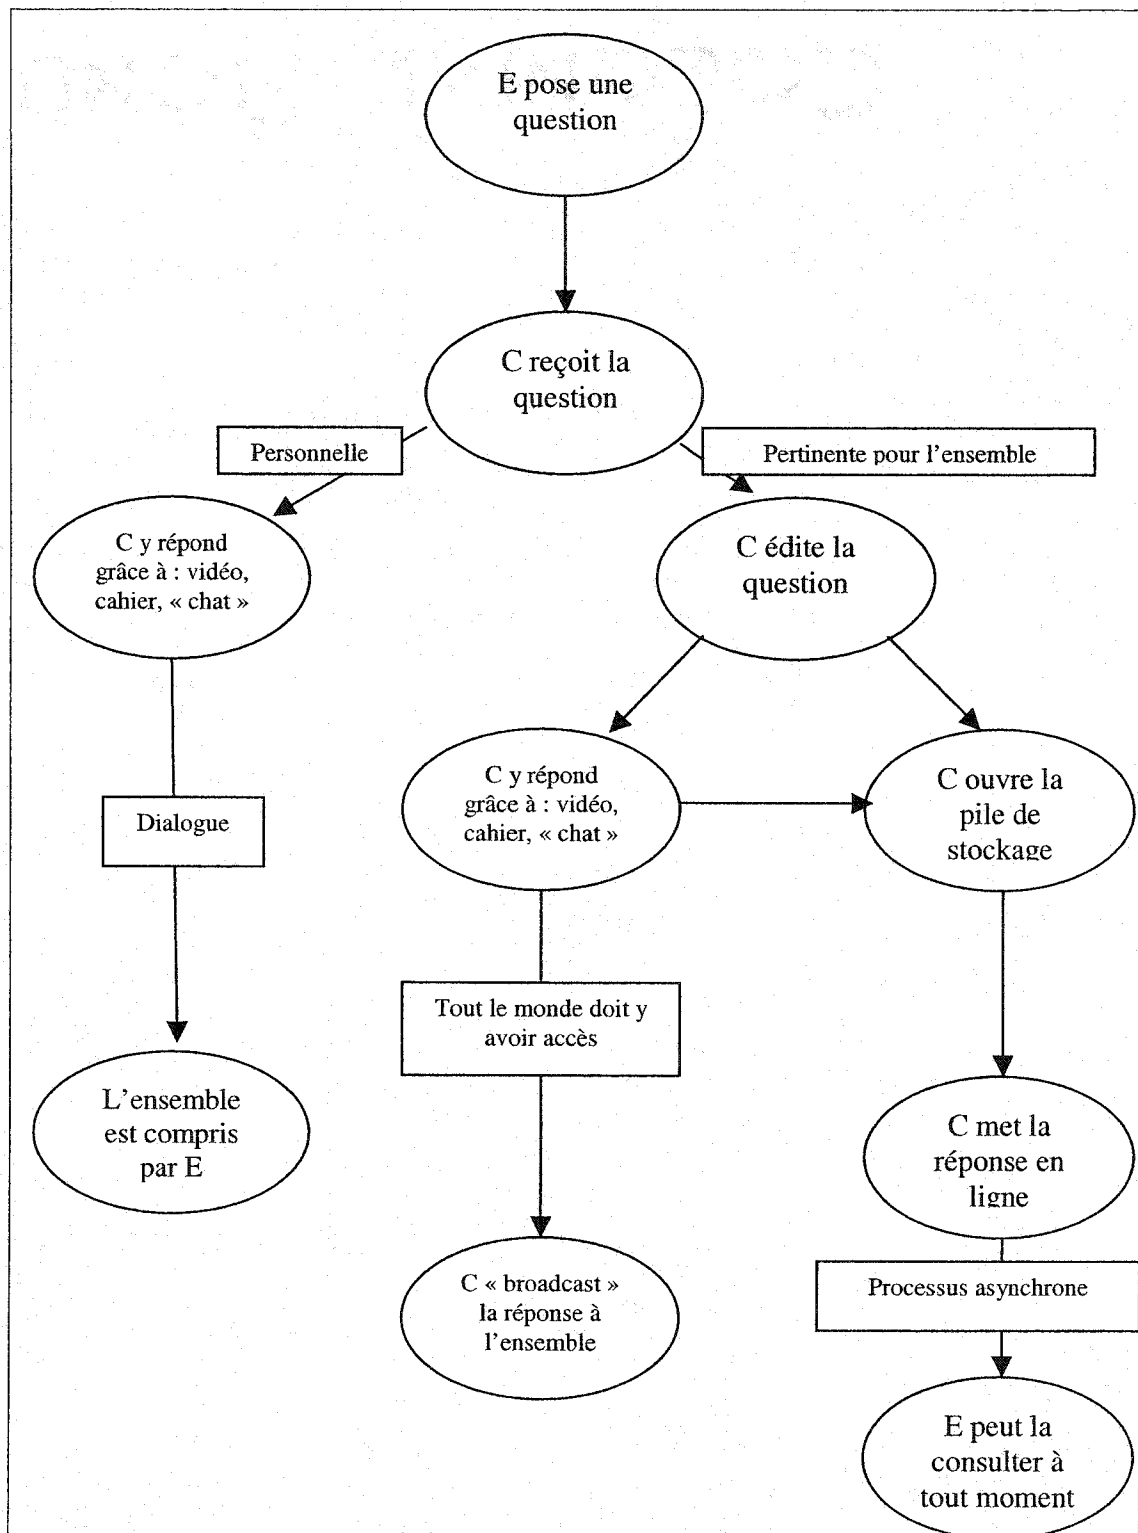 E pose une
question
C reçoit la
question
Personnelle
Pertinente pour l'ensemble
C y répond
grâce à : vidéo,
cahier, « chat »
C édite la
question
C y répond
grâce à : vidéo,
cahier, « chat »
C ouvre la
pile de
stockage
Dialogue
Tout le monde doit y
avoir accès
L'ensemble
est compris
par E
C met la
réponse en
ligne
C « broadcast »
la réponse à
l'ensemble
Processus asynchrone
E peut la
consulter à
tout moment